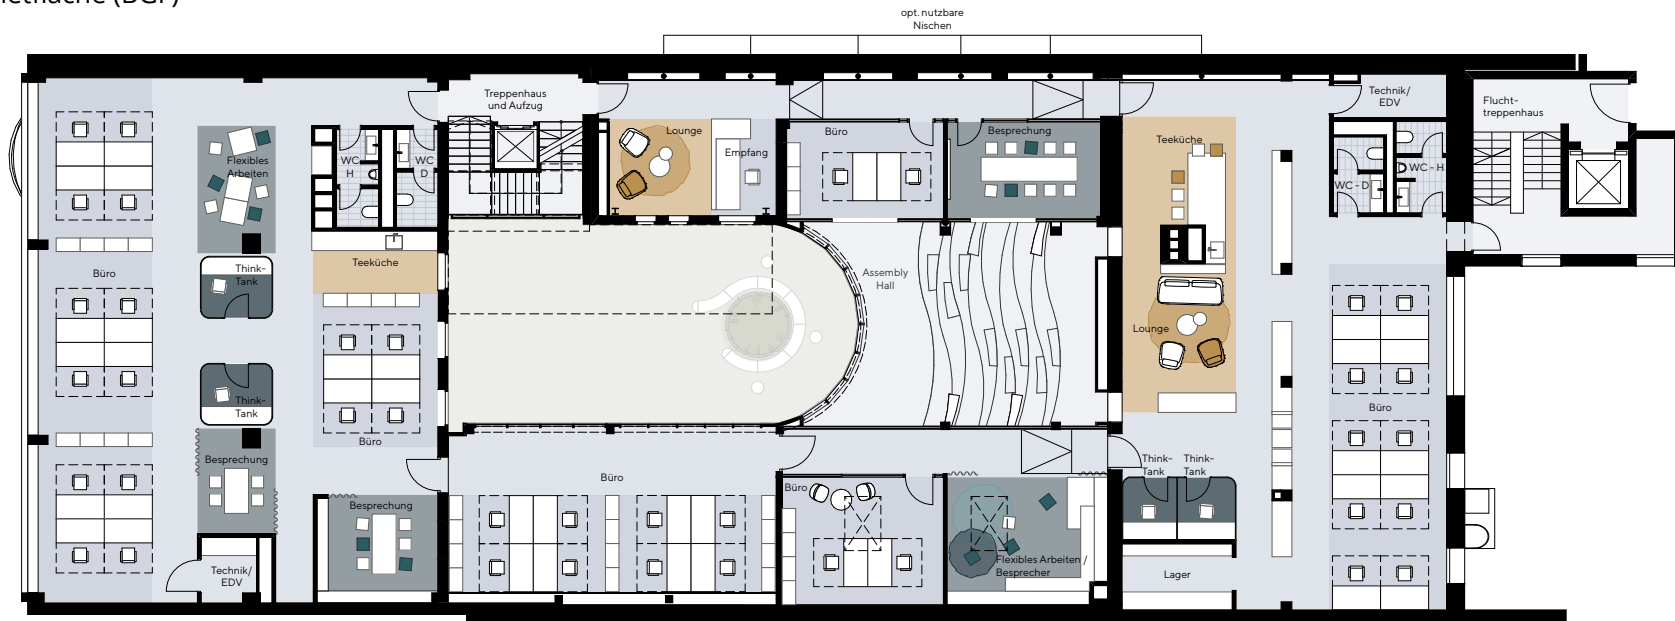 opt. nutzbare
Nischen
Treppenhaus
und Aufzug
Lounge
Empfang
Büro
Besprechung
Technik/
EDV
Flucht-
treppenhaus
Teeküche
Flexibles
Arbeiten
WC
H
WC
D
WC - D
WC - H
Büro
Think-
Tank
Teeküche
Assembly
Hall
Lounge
Think-
Tank
Büro
Büro
Besprechung
Büro
Think-
Tank
Think-
Tank
Büro
Besprechung
Flexibles Arbeiten /
Besprecher
Technik/
EDV
Lager